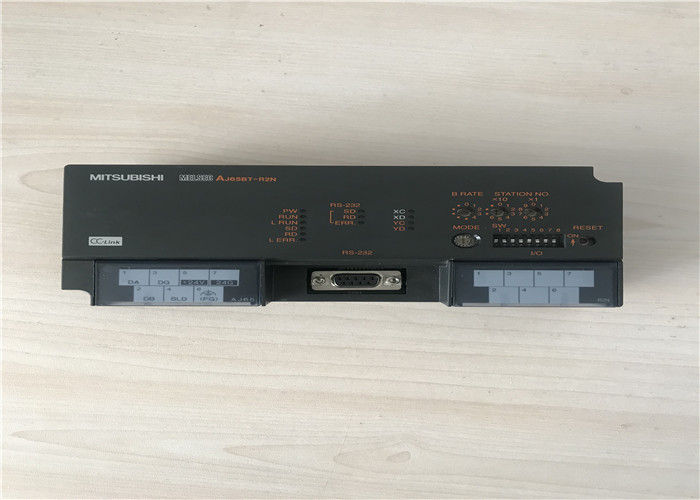 MITSUBISHI MELSEC AJ65BT-R2N
B RATE STATION NO.
×10 ×1
PW
RUN
L RUN
SD
RD
L ERR.
RS-232
SD
RD
ERR.
XC
XD
YC
YD
MODE SW
1 2 3 4 5 6 7 8
ON
RESET
I/O
CC-Link
RS-232
1 3 5 7
DA DG +24V 24G
2 4 6
DB SLD (FG) AJ65
1 3 5 7
2 4 6 R2N